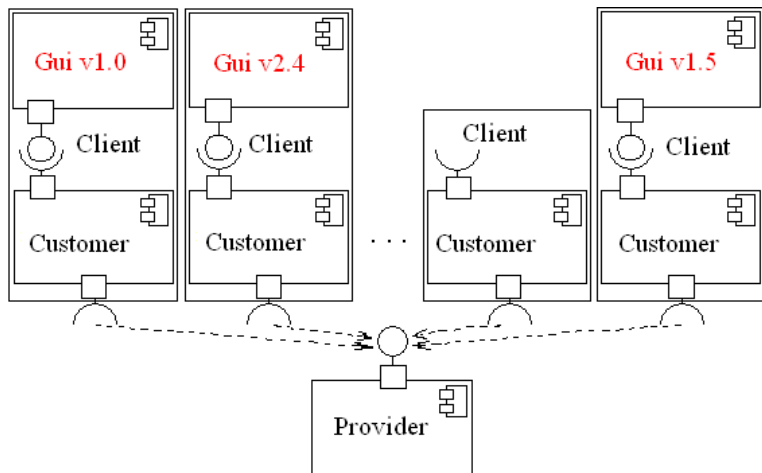 Gui v1.0
Gui v2.4
Gui v1.5
Client
Client
Client
Client
Customer
Customer
. . .
Customer
Customer
Provider